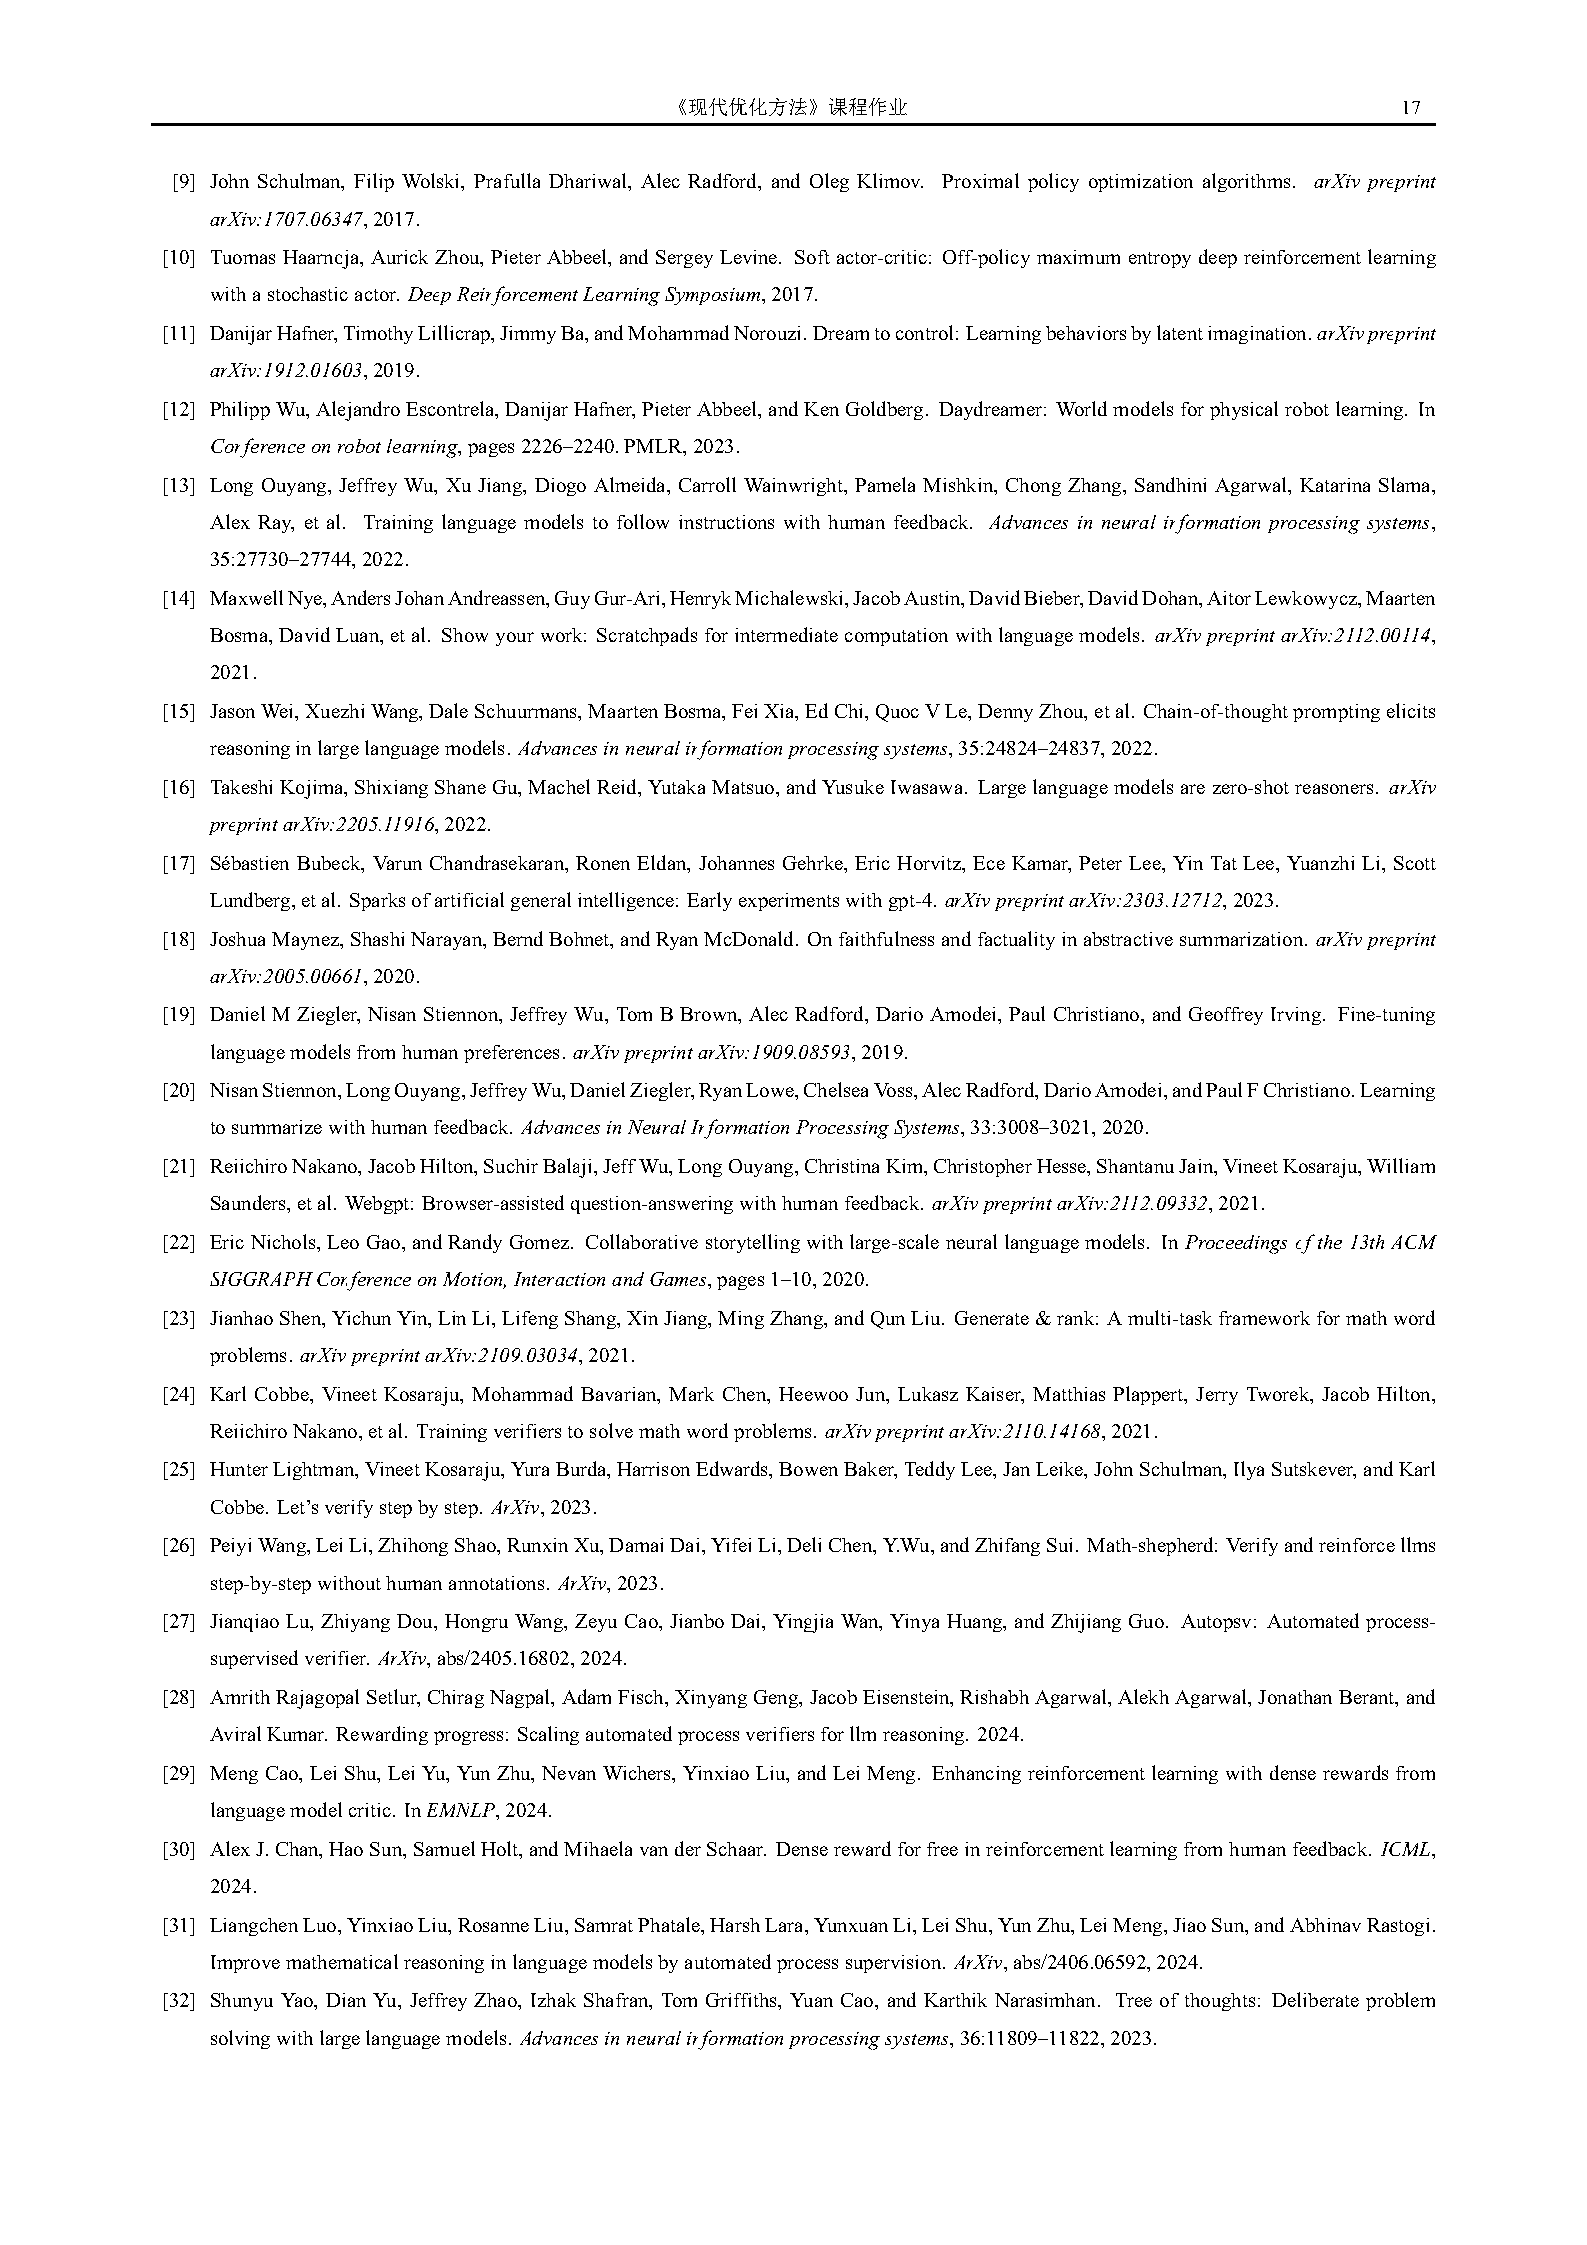 《现代优化方法》课程作业 17
[9] John Schulman, Filip Wolski, Prafulla Dhariwal, Alec Radford, and Oleg Klimov. Proximal policy optimization algorithms. arXiv preprint
arXiv:1707.06347, 2017.
[10] Tuomas Haarnoja, Aurick Zhou, Pieter Abbeel, and Sergey Levine. Soft actor-critic: Off-policy maximum entropy deep reinforcement learning
with a stochastic actor. Deep Reinforcement Learning Symposium, 2017.
[11] Danijar Hafner, Timothy Lillicrap, Jimmy Ba, and Mohammad Norouzi. Dream to control: Learning behaviors by latent imagination. arXiv preprint
arXiv:1912.01603, 2019.
[12] Philipp Wu, Alejandro Escontrela, Danijar Hafner, Pieter Abbeel, and Ken Goldberg. Daydreamer: World models for physical robot learning. In
Conference on robot learning, pages 2226–2240. PMLR, 2023.
[13] Long Ouyang, Jeffrey Wu, Xu Jiang, Diogo Almeida, Carroll Wainwright, Pamela Mishkin, Chong Zhang, Sandhini Agarwal, Katarina Slama,
Alex Ray, et al. Training language models to follow instructions with human feedback. Advances in neural information processing systems,
35:27730–27744, 2022.
[14] Maxwell Nye, Anders Johan Andreassen, Guy Gur-Ari, Henryk Michalewski, Jacob Austin, David Bieber, David Dohan, Aitor Lewkowycz, Maarten
Bosma, David Luan, et al. Show your work: Scratchpads for intermediate computation with language models. arXiv preprint arXiv:2112.00114,
2021.
[15] Jason Wei, Xuezhi Wang, Dale Schuurmans, Maarten Bosma, Fei Xia, Ed Chi, Quoc V Le, Denny Zhou, et al. Chain-of-thought prompting elicits
reasoning in large language models. Advances in neural information processing systems, 35:24824–24837, 2022.
[16] Takeshi Kojima, Shixiang Shane Gu, Machel Reid, Yutaka Matsuo, and Yusuke Iwasawa. Large language models are zero-shot reasoners. arXiv
preprint arXiv:2205.11916, 2022.
[17] Sébastien Bubeck, Varun Chandrasekaran, Ronen Eldan, Johannes Gehrke, Eric Horvitz, Ece Kamar, Peter Lee, Yin Tat Lee, Yuanzhi Li, Scott
Lundberg, et al. Sparks of artificial general intelligence: Early experiments with gpt-4. arXiv preprint arXiv:2303.12712, 2023.
[18] Joshua Maynez, Shashi Narayan, Bernd Bohnet, and Ryan McDonald. On faithfulness and factuality in abstractive summarization. arXiv preprint
arXiv:2005.00661, 2020.
[19] Daniel M Ziegler, Nisan Stiennon, Jeffrey Wu, Tom B Brown, Alec Radford, Dario Amodei, Paul Christiano, and Geoffrey Irving. Fine-tuning
language models from human preferences. arXiv preprint arXiv:1909.08593, 2019.
[20] Nisan Stiennon, Long Ouyang, Jeffrey Wu, Daniel Ziegler, Ryan Lowe, Chelsea Voss, Alec Radford, Dario Amodei, and Paul F Christiano. Learning
to summarize with human feedback. Advances in Neural Information Processing Systems, 33:3008–3021, 2020.
[21] Reiichiro Nakano, Jacob Hilton, Suchir Balaji, Jeff Wu, Long Ouyang, Christina Kim, Christopher Hesse, Shantanu Jain, Vineet Kosaraju, William
Saunders, et al. Webgpt: Browser-assisted question-answering with human feedback. arXiv preprint arXiv:2112.09332, 2021.
[22] Eric Nichols, Leo Gao, and Randy Gomez. Collaborative storytelling with large-scale neural language models. In Proceedings of the 13th ACM
SIGGRAPH Conference on Motion, Interaction and Games, pages 1–10, 2020.
[23] Jianhao Shen, Yichun Yin, Lin Li, Lifeng Shang, Xin Jiang, Ming Zhang, and Qun Liu. Generate & rank: A multi-task framework for math word
problems. arXiv preprint arXiv:2109.03034, 2021.
[24] Karl Cobbe, Vineet Kosaraju, Mohammad Bavarian, Mark Chen, Heewoo Jun, Lukasz Kaiser, Matthias Plappert, Jerry Tworek, Jacob Hilton,
Reiichiro Nakano, et al. Training verifiers to solve math word problems. arXiv preprint arXiv:2110.14168, 2021.
[25] Hunter Lightman, Vineet Kosaraju, Yura Burda, Harrison Edwards, Bowen Baker, Teddy Lee, Jan Leike, John Schulman, Ilya Sutskever, and Karl
Cobbe. Let’s verify step by step. ArXiv, 2023.
[26] Peiyi Wang, Lei Li, Zhihong Shao, Runxin Xu, Damai Dai, Yifei Li, Deli Chen, Y.Wu, and Zhifang Sui. Math-shepherd: Verify and reinforce llms
step-by-step without human annotations. ArXiv, 2023.
[27] Jianqiao Lu, Zhiyang Dou, Hongru Wang, Zeyu Cao, Jianbo Dai, Yingjia Wan, Yinya Huang, and Zhijiang Guo. Autopsv: Automated process-
supervised verifier. ArXiv, abs/2405.16802, 2024.
[28] Amrith Rajagopal Setlur, Chirag Nagpal, Adam Fisch, Xinyang Geng, Jacob Eisenstein, Rishabh Agarwal, Alekh Agarwal, Jonathan Berant, and
Aviral Kumar. Rewarding progress: Scaling automated process verifiers for llm reasoning. 2024.
[29] Meng Cao, Lei Shu, Lei Yu, Yun Zhu, Nevan Wichers, Yinxiao Liu, and Lei Meng. Enhancing reinforcement learning with dense rewards from
language model critic. In EMNLP, 2024.
[30] Alex J. Chan, Hao Sun, Samuel Holt, and Mihaela van der Schaar. Dense reward for free in reinforcement learning from human feedback. ICML,
2024.
[31] Liangchen Luo, Yinxiao Liu, Rosanne Liu, Samrat Phatale, Harsh Lara, Yunxuan Li, Lei Shu, Yun Zhu, Lei Meng, Jiao Sun, and Abhinav Rastogi.
Improve mathematical reasoning in language models by automated process supervision. ArXiv, abs/2406.06592, 2024.
[32] Shunyu Yao, Dian Yu, Jeffrey Zhao, Izhak Shafran, Tom Griffiths, Yuan Cao, and Karthik Narasimhan. Tree of thoughts: Deliberate problem
solving with large language models. Advances in neural information processing systems, 36:11809–11822, 2023.